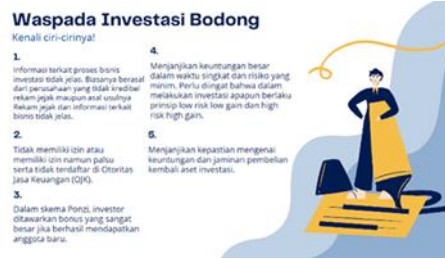 Waspada Investasi Bodong
Kenali ciri-cirinya!
1.
Informasi terkait proses bisnis
investasi tidak jelas. Biasanya berasal
dari perusahaan yang tidak kredibel
rekam jejak maupun asal usulnya
Rekam jejak dan informasi terkait
bisnis tidak jelas.
2.
Tidak memiliki izin atau
memiliki izin namun palsu
serta tidak terdaftar di Otoritas
Jasa Keuangan (OJK).
3.
Dalam skema Ponzi, investor
ditawarkan bonus yang sangat
besar jika berhasil mendapatkan
anggota baru.
4.
Menjanjikan keuntungan besar
dalam waktu singkat dan risiko yang
minim. Perlu diingat bahwa dalam
melakukan investasi apapun berlaku
prinsip low risk low gain dan high
risk high gain.
5.
Menjanjikan kepastian mengenai
keuntungan dan jaminan pembelian
kembali aset investasi.